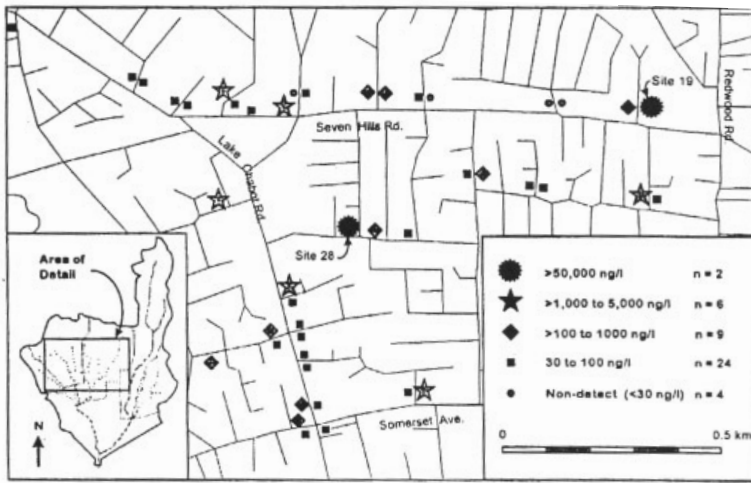 Site 19
Redwood Rd
Seven Hills Rd.
Lake Chabot Rd.
Site 28
Area of
Detail
N
>50,000 ng/l n = 2
>1,000 to 5,000 ng/l n = 6
>100 to 1000 ng/l n = 9
30 to 100 ng/l n = 24
Non-detect (<30 ng/l) n = 4
Somerset Ave.
0 0.5 km